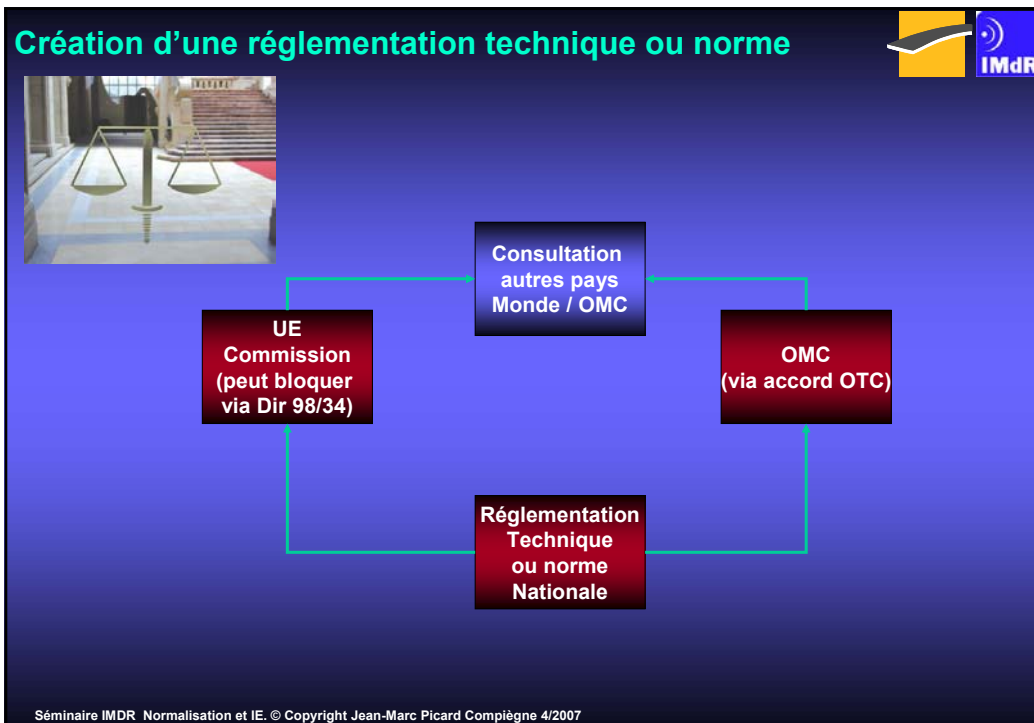 Création d'une réglementation technique ou norme
IMdR
Consultation
autres pays
Monde / OMC
UE
Commission
(peut bloquer
via Dir 98/34)
OMC
(via accord OTC)
Réglementation
Technique
ou norme
Nationale
Séminaire IMDR Normalisation et IE. © Copyright Jean-Marc Picard Compiègne 4/2007